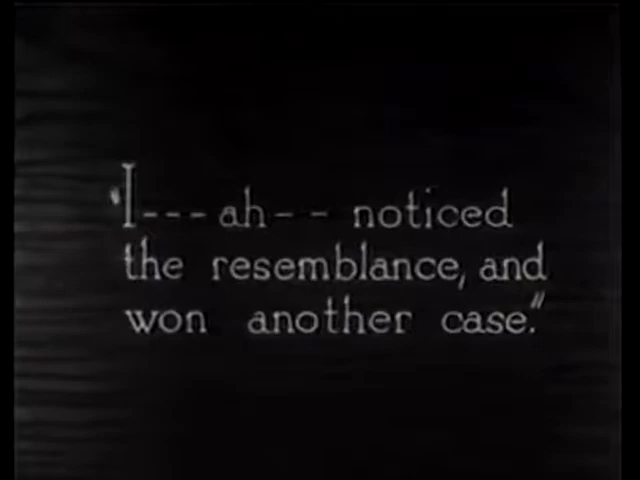 "I--- ah-- noticed
the resemblance, and
won another case."